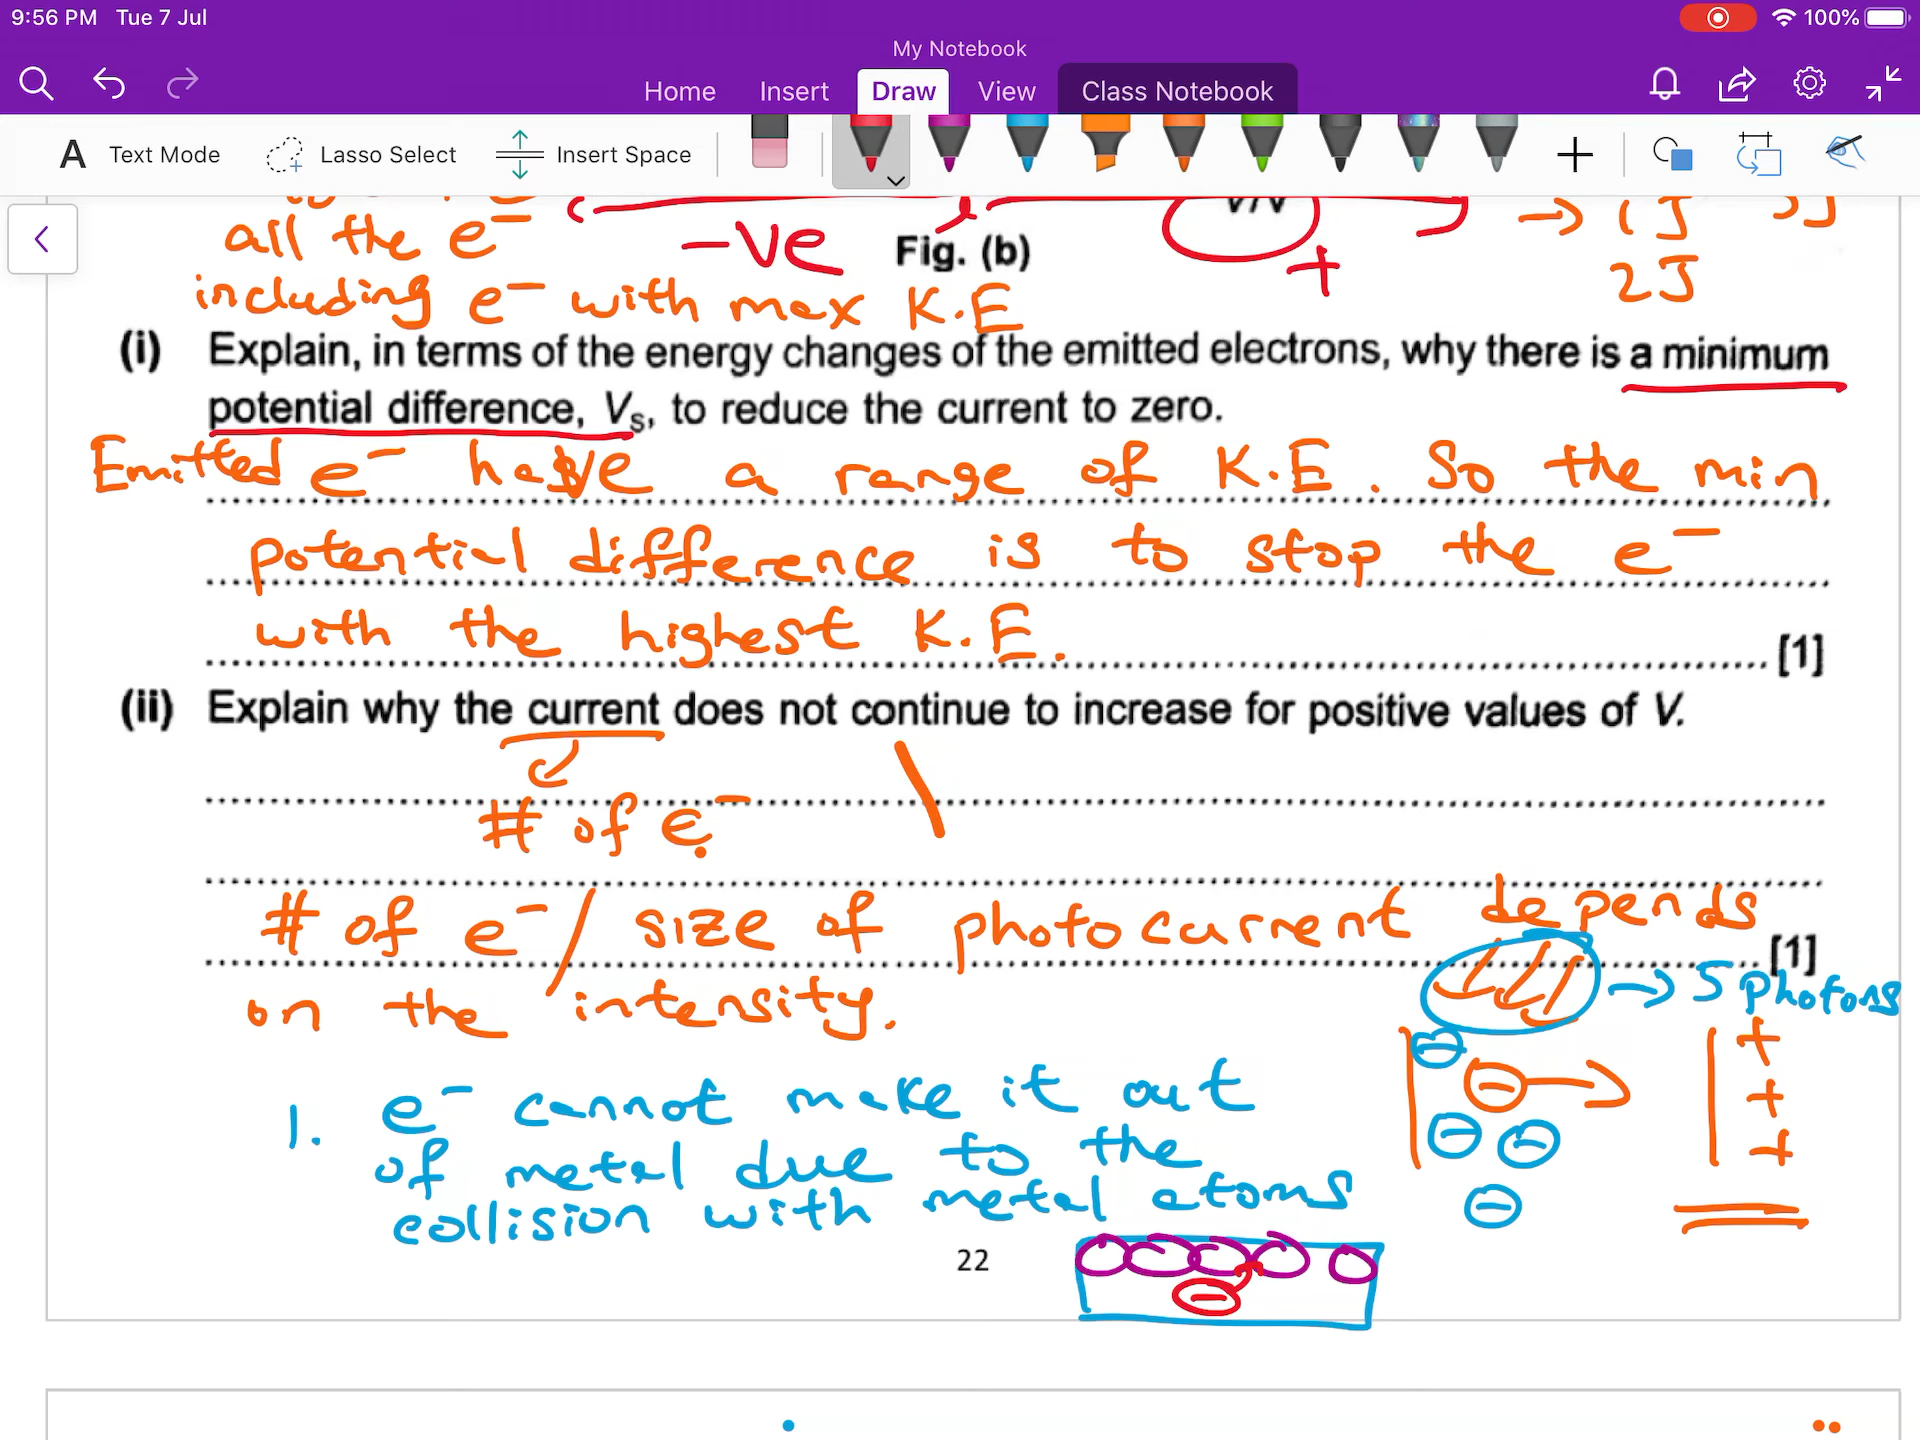 9:56 PM Tue 7 Jul
100%
My Notebook
Home Insert Draw View Class Notebook
A Text Mode Lasso Select Insert Space
V/V
→ 1J
all the e⁻
-ve Fig. (b) +
2J
including e⁻ with max K.E
(i) Explain, in terms of the energy changes of the emitted electrons, why there is a minimum
potential difference, Vs, to reduce the current to zero.
Emitted e⁻ have a range of K.E. So the min
potential difference is to stop the e⁻
with the highest K.E.
[1]
(ii) Explain why the current does not continue to increase for positive values of V.
# of e⁻
# of e⁻/ size of photocurrent depends
[1]
on the intensity.
→ 5 photons
1. e⁻ cannot make it out
of metal due to the
collision with metal atoms
+
+
+
22